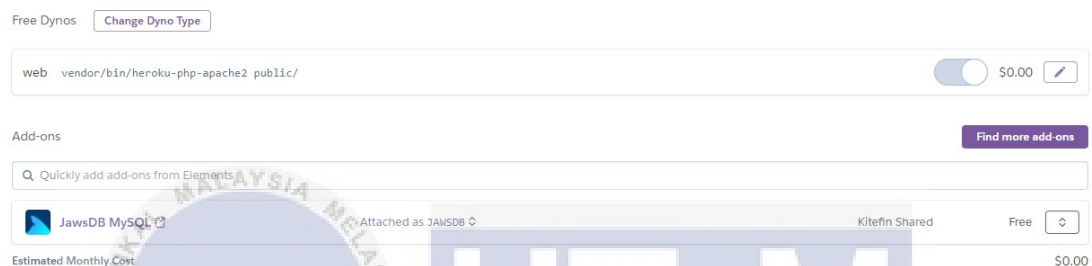 Free Dynos Change Dyno Type
web vendor/bin/heroku-php-apache2 public/ $0.00
Add-ons Find more add-ons
Quickly add add-ons from Elements
MALAYSIA
JawsDB MySQL Attached as JAWSDB Kitefin Shared Free
Estimated Monthly Cost $0.00